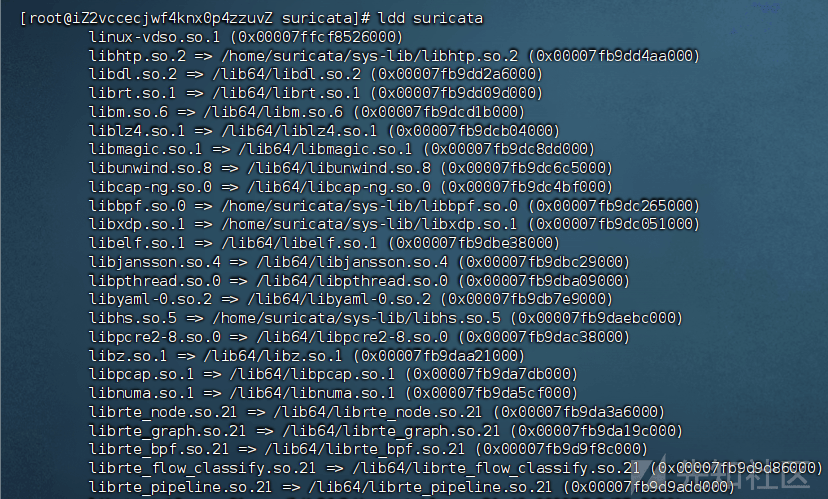 [root@iZ2vccecjwf4knx0p4zzuvZ suricata]# ldd suricata
linux-vdso.so.1 (0x00007ffcf8526000)
libhtp.so.2 => /home/suricata/sys-lib/libhtp.so.2 (0x00007fb9dd4aa000)
libdl.so.2 => /lib64/libdl.so.2 (0x00007fb9dd2a6000)
librt.so.1 => /lib64/librt.so.1 (0x00007fb9dd09d000)
libm.so.6 => /lib64/libm.so.6 (0x00007fb9dcd1b000)
liblz4.so.1 => /lib64/liblz4.so.1 (0x00007fb9dcb04000)
libmagic.so.1 => /lib64/libmagic.so.1 (0x00007fb9dc8dd000)
libunwind.so.8 => /lib64/libunwind.so.8 (0x00007fb9dc6c5000)
libcap-ng.so.0 => /lib64/libcap-ng.so.0 (0x00007fb9dc4bf000)
libbpf.so.0 => /home/suricata/sys-lib/libbpf.so.0 (0x00007fb9dc265000)
libxdp.so.1 => /home/suricata/sys-lib/libxdp.so.1 (0x00007fb9dc051000)
libelf.so.1 => /lib64/libelf.so.1 (0x00007fb9dbe38000)
libjansson.so.4 => /lib64/libjansson.so.4 (0x00007fb9dbc29000)
libpthread.so.0 => /lib64/libpthread.so.0 (0x00007fb9dba09000)
libyaml-0.so.2 => /lib64/libyaml-0.so.2 (0x00007fb9db7e9000)
libhs.so.5 => /home/suricata/sys-lib/libhs.so.5 (0x00007fb9daebc000)
libpcre2-8.so.0 => /lib64/libpcre2-8.so.0 (0x00007fb9dac38000)
libz.so.1 => /lib64/libz.so.1 (0x00007fb9daa21000)
libpcap.so.1 => /lib64/libpcap.so.1 (0x00007fb9da7db000)
libnuma.so.1 => /lib64/libnuma.so.1 (0x00007fb9da5cf000)
librte_node.so.21 => /lib64/librte_node.so.21 (0x00007fb9da3a6000)
librte_graph.so.21 => /lib64/librte_graph.so.21 (0x00007fb9da19c000)
librte_bpf.so.21 => /lib64/librte_bpf.so.21 (0x00007fb9d9f8c000)
librte_flow_classify.so.21 => /lib64/librte_flow_classify.so.21 (0x00007fb9d9d86000)
librte_pipeline.so.21 => /lib64/librte_pipeline.so.21 (0x00007fb9d9add000)
先知社区